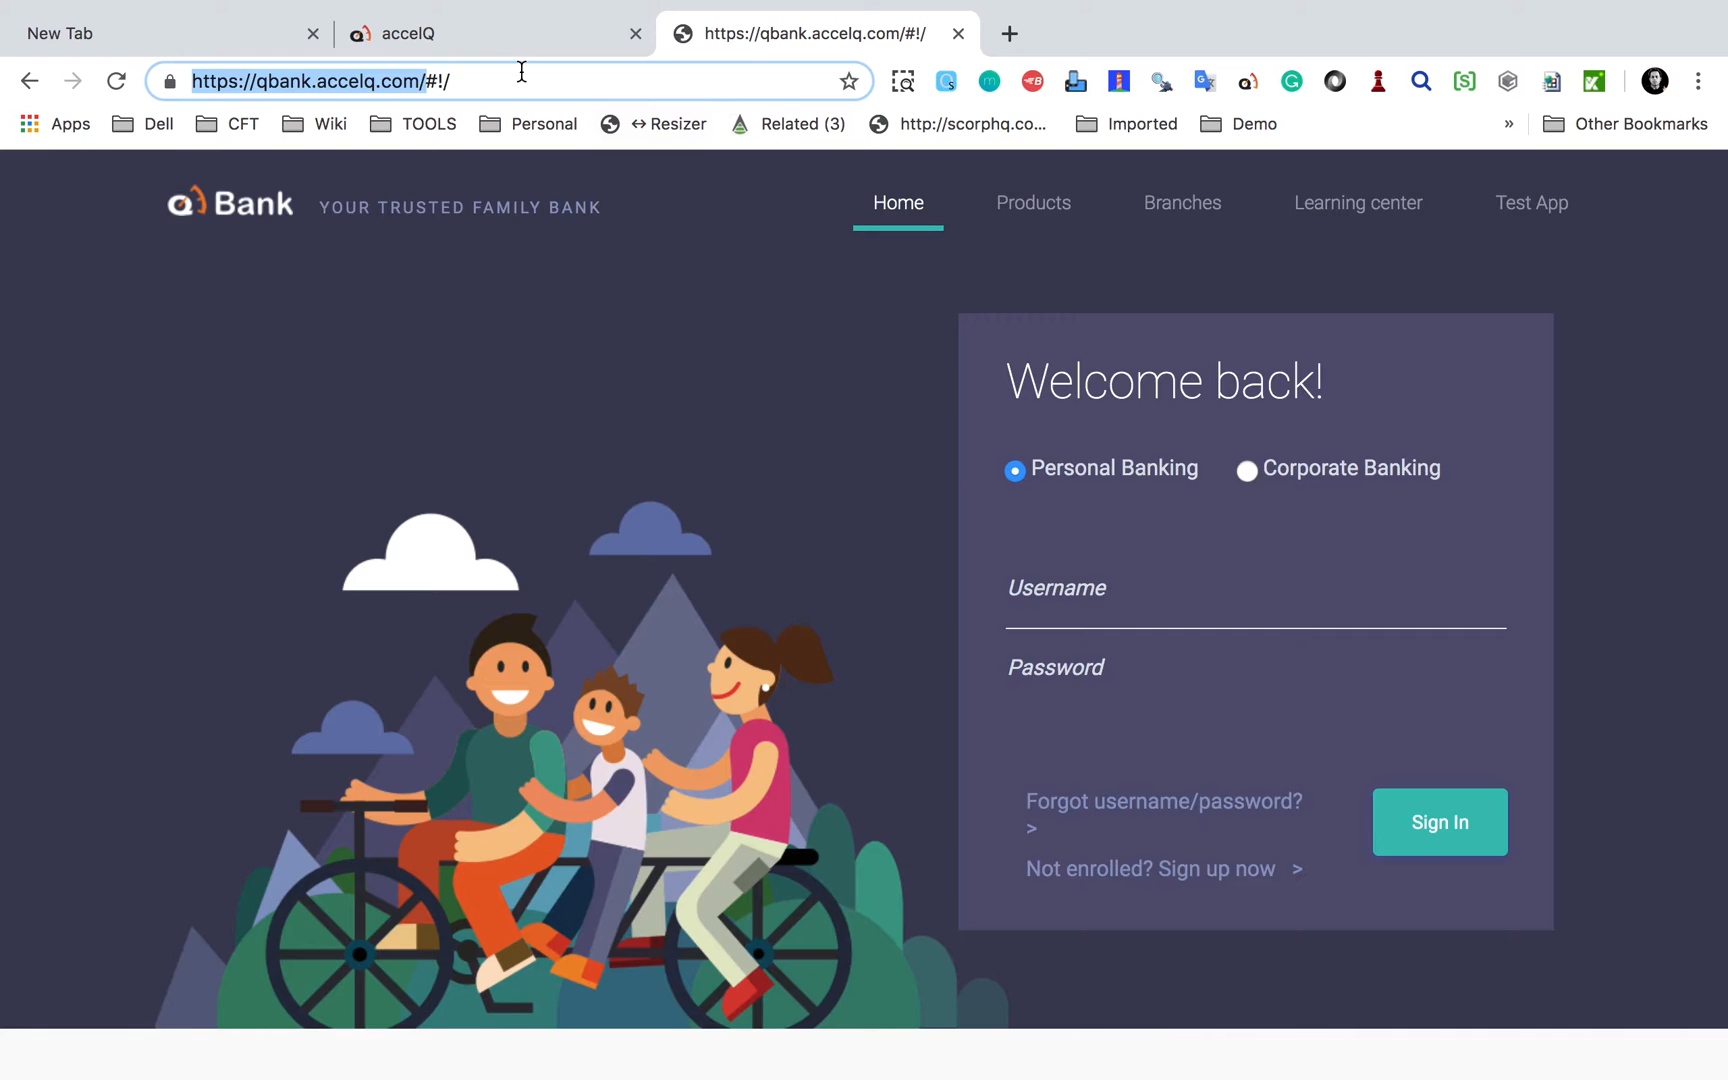 New Tab
accelQ
https://qbank.accelq.com/#!/
https://qbank.accelq.com/#!/
Apps Dell CFT Wiki TOOLS Personal ↔ Resizer Related (3) http://scorphq.co... Imported Demo » Other Bookmarks
Bank YOUR TRUSTED FAMILY BANK
Home Products Branches Learning center Test App
Welcome back!
Personal Banking Corporate Banking
Username
Password
Forgot username/password?
>
Not enrolled? Sign up now >
Sign In